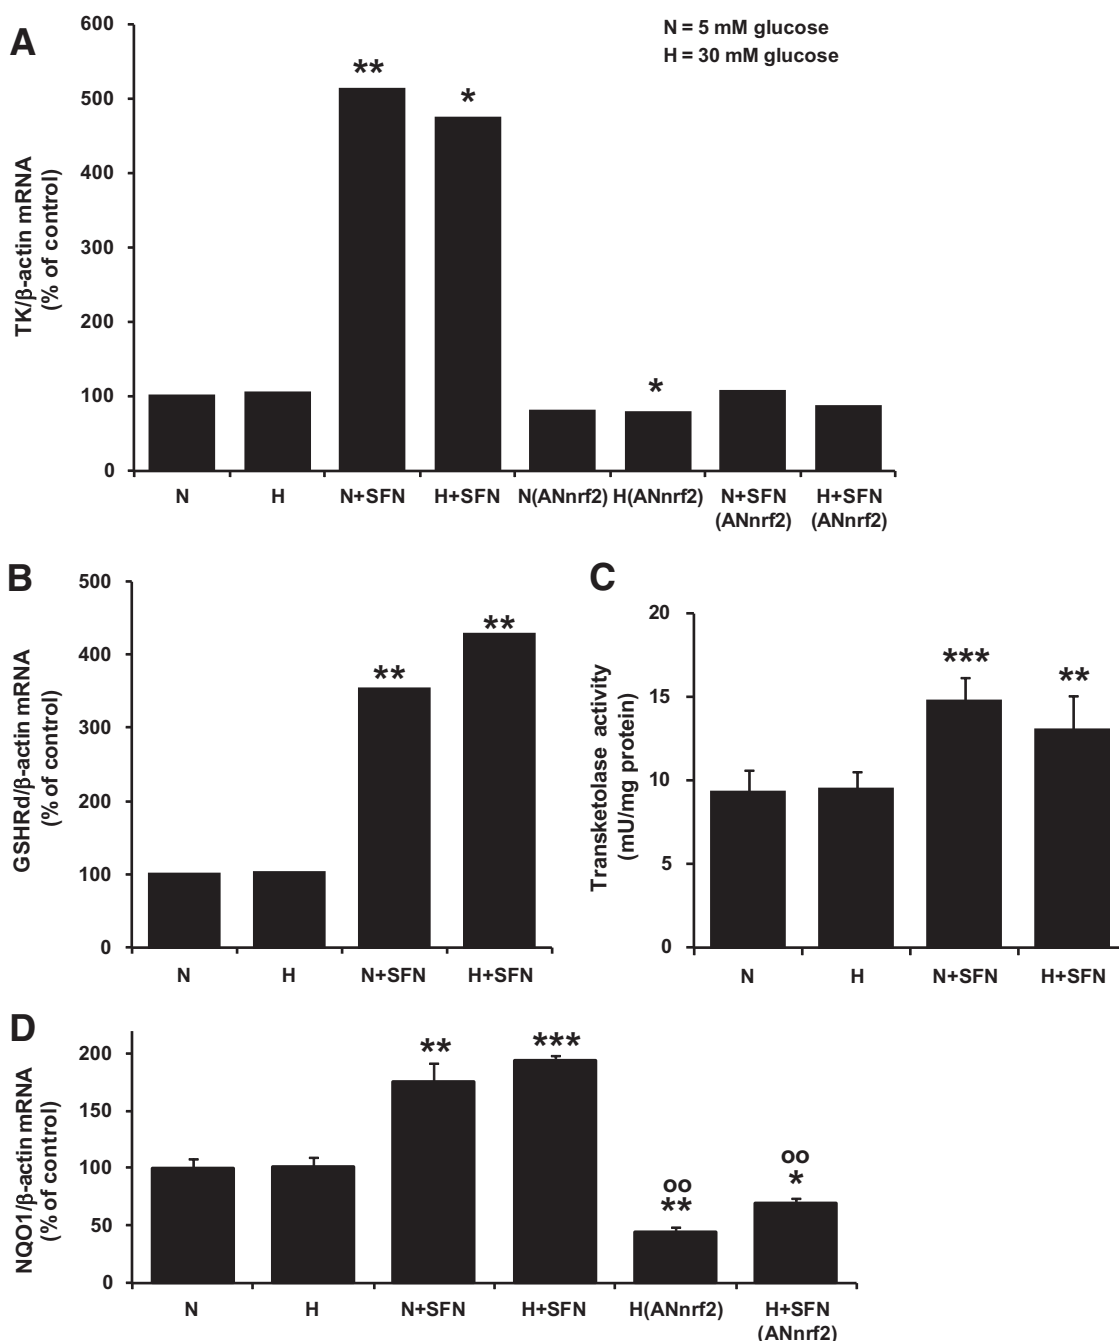 A
N = 5 mM glucose
H = 30 mM glucose
TK/β-actin mRNA
(% of control)
600
500
400
300
200
100
0
**
*
*
N H N+SFN H+SFN N(ANnrf2) H(ANnrf2) N+SFN H+SFN
(ANnrf2) (ANnrf2)
B
GSHRd/β-actin mRNA
(% of control)
500
400
300
200
100
0
**
**
N H N+SFN H+SFN
C
Transketolase activity
(mU/mg protein)
20
15
10
5
0
***
**
N H N+SFN H+SFN
D
NQO1/β-actin mRNA
(% of control)
200
150
100
50
0
**
***
oo
**
oo
*
N H N+SFN H+SFN H(ANnrf2) H+SFN
(ANnrf2)